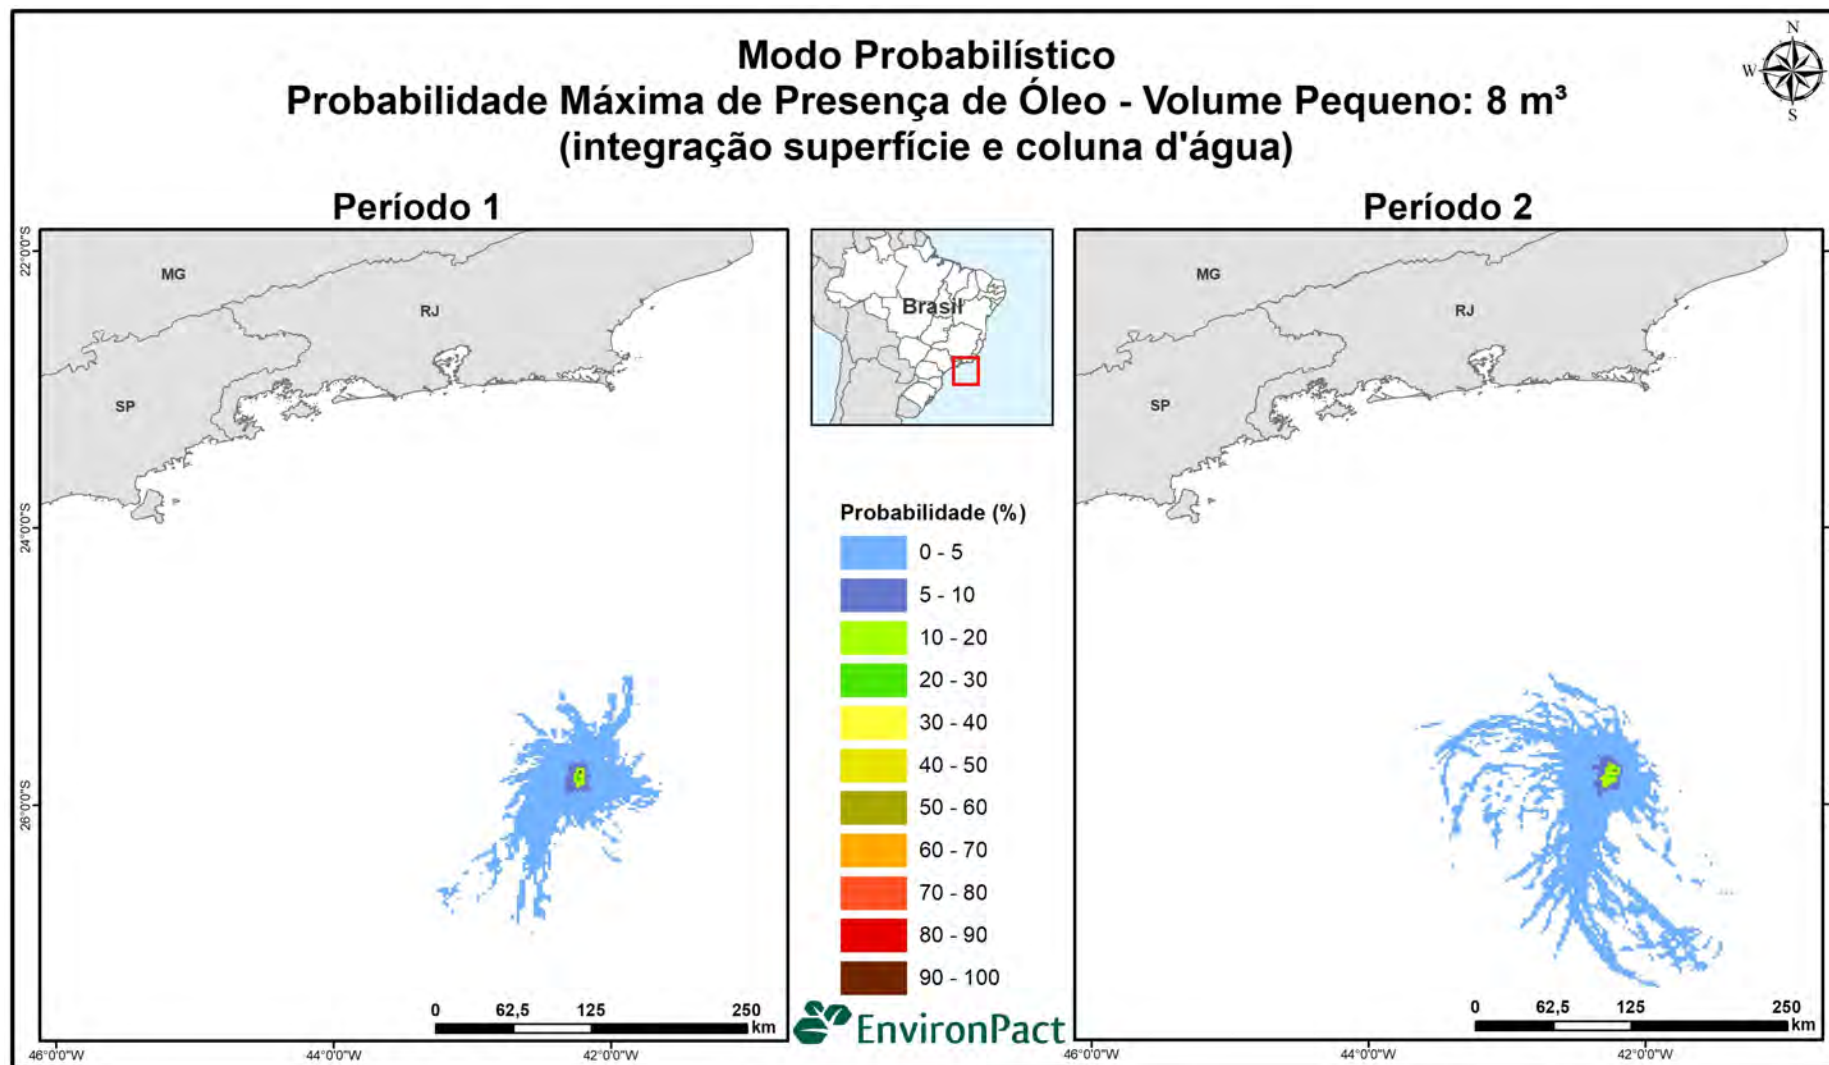 Modo Probabilístico
Probabilidade Máxima de Presença de Óleo - Volume Pequeno: 8 m³
(integração superfície e coluna d'água)
N
W
S
Período 1
Período 2
22°0'0"S
24°0'0"S
26°0'0"S
MG
RJ
SP
Brasil
MG
RJ
SP
Probabilidade (%)
0 - 5
5 - 10
10 - 20
20 - 30
30 - 40
40 - 50
50 - 60
60 - 70
70 - 80
80 - 90
90 - 100
0 62,5 125 250
km
EnvironPact
0 62,5 125 250
km
46°0'0"W 44°0'0"W 42°0'0"W
46°0'0"W 44°0'0"W 42°0'0"W